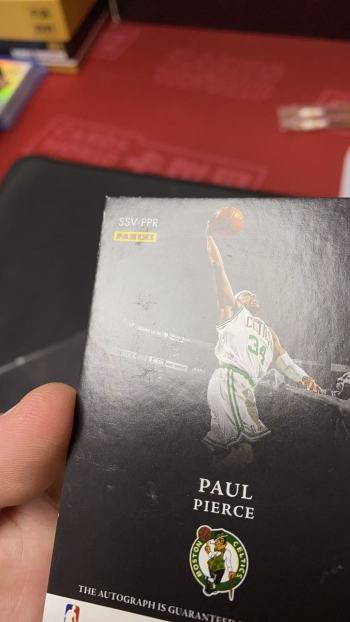 SSV-PPR
PANINI
CELTICS
34
PAUL
PIERCE
BOSTON CELTICS
THE AUTOGRAPH IS GUARANTEED